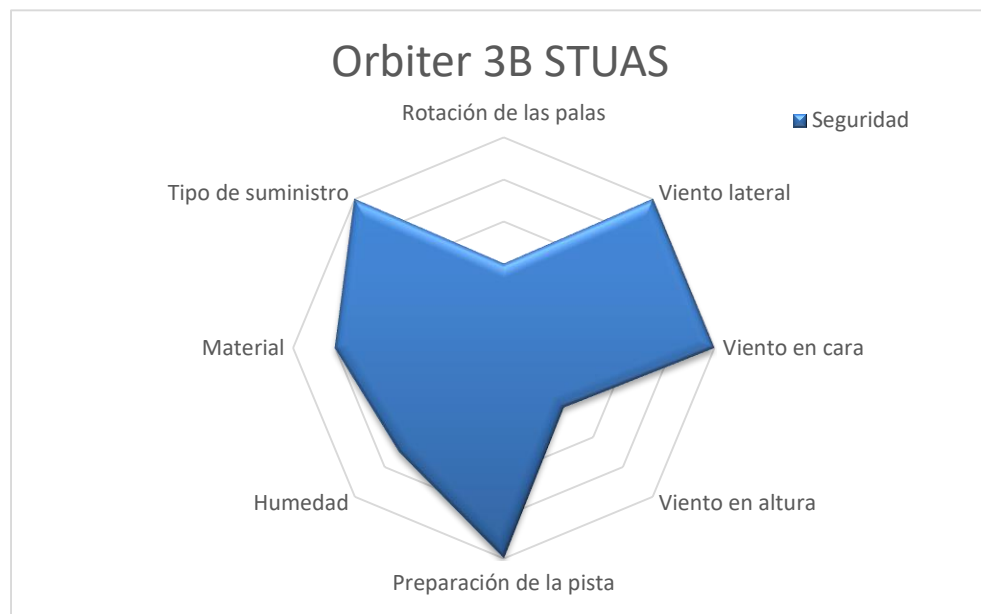 Orbiter 3B STUAS
Rotación de las palas
Seguridad
Tipo de suministro
Viento lateral
Material
Viento en cara
Humedad
Viento en altura
Preparación de la pista